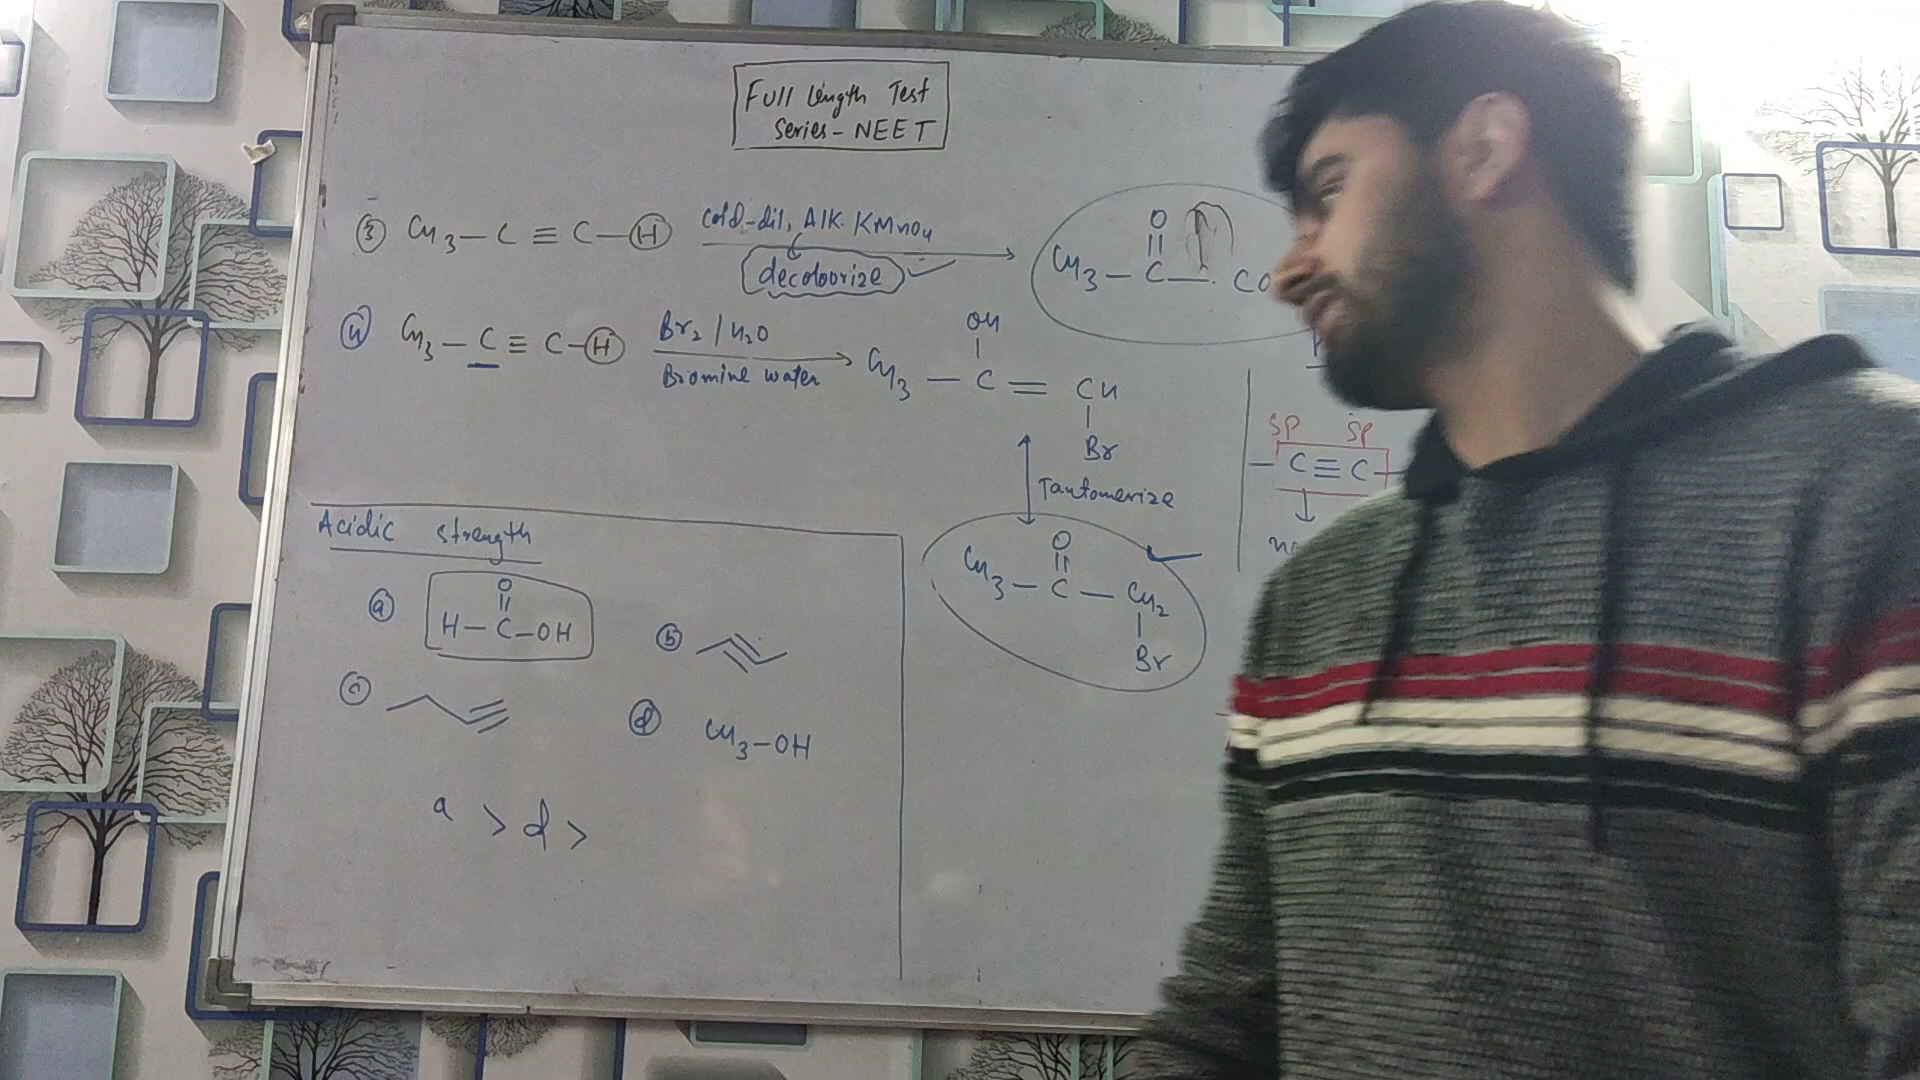 Full Length Test
Series - NEET
③ CH3 – C ≡ C – H
cold-dil, Alk. KMnO4
decolourize
O
||
CH3 – C – CO
④ CH3 – C ≡ C – H
Br2 / H2O
Bromine water
OH
|
CH3 – C = CH
|
Br
Tautomerize
O
||
CH3 – C – CH2
|
Br
SP SP
– C ≡ C –
Acidic strength
ⓐ
O
||
H – C – OH
ⓑ
ⓒ
ⓓ CH3 – OH
a > d >